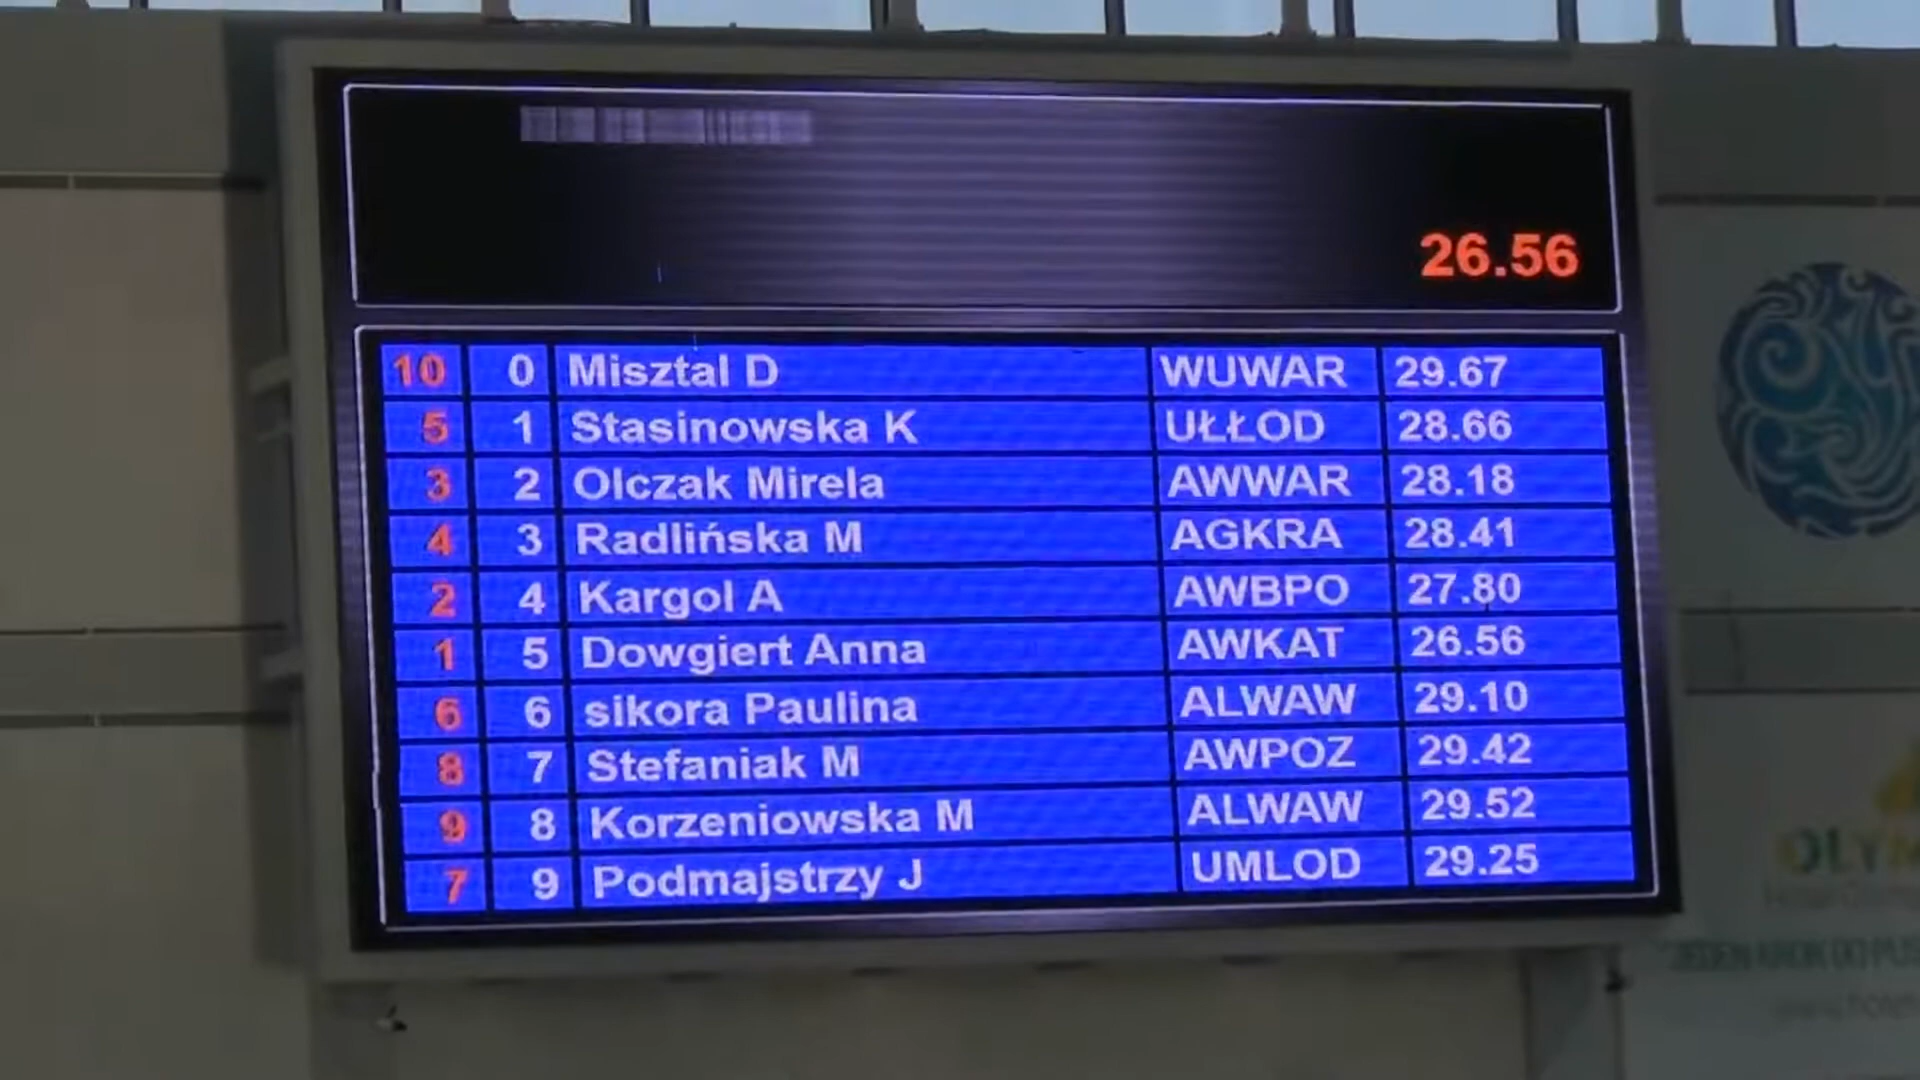 26.56
10 0 Misztal D WUWAR 29.67
5 1 Stasinowska K UŁŁOD 28.66
3 2 Olczak Mirela AWWAR 28.18
4 3 Radlińska M AGKRA 28.41
2 4 Kargol A AWBPO 27.80
1 5 Dowgiert Anna AWKAT 26.56
6 6 sikora Paulina ALWAW 29.10
8 7 Stefaniak M AWPOZ 29.42
9 8 Korzeniowska M ALWAW 29.52
7 9 Podmajstrzy J UMLOD 29.25
JEDEN KROK DO